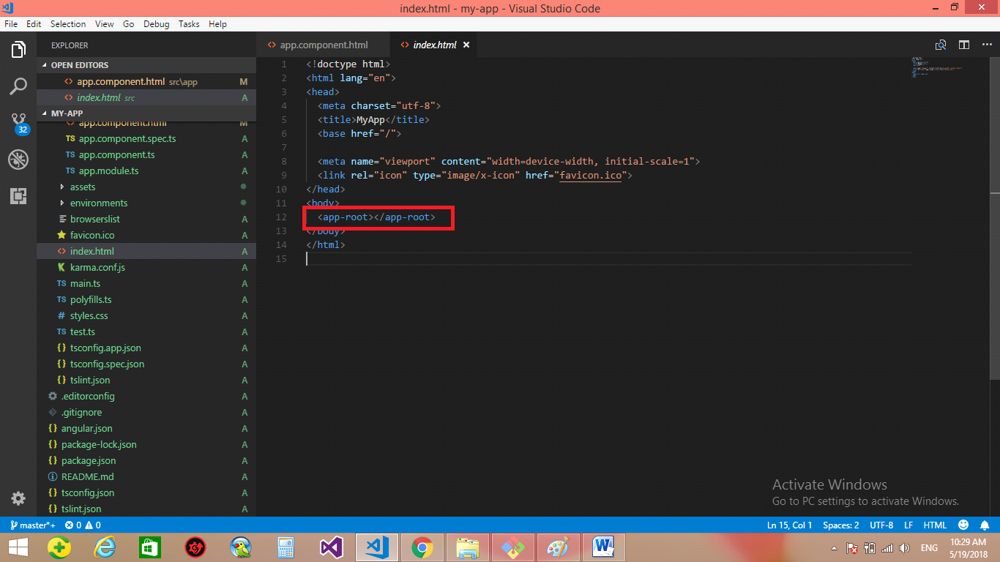 index.html - my-app - Visual Studio Code
File Edit Selection View Go Debug Tasks Help
EXPLORER
OPEN EDITORS
app.component.html src\app M
index.html src A
MY-APP
app.component.html M
TS app.component.spec.ts A
TS app.component.ts A
TS app.module.ts A
assets
environments
browserslist A
favicon.ico A
index.html A
karma.conf.js A
TS main.ts A
TS polyfills.ts A
# styles.css A
TS test.ts A
{} tsconfig.app.json A
{} tsconfig.spec.json A
{} tslint.json A
.editorconfig A
.gitignore A
{} angular.json A
{} package-lock.json A
{} package.json A
README.md A
{} tsconfig.json A
{} tslint.json A
32
app.component.html index.html
1 <!doctype html>
2 <html lang="en">
3 <head>
4 <meta charset="utf-8">
5 <title>MyApp</title>
6 <base href="/">
7
8 <meta name="viewport" content="width=device-width, initial-scale=1">
9 <link rel="icon" type="image/x-icon" href="favicon.ico">
10 </head>
11 <body>
12 <app-root></app-root>
13 </body>
14 </html>
15
Activate Windows
Go to PC settings to activate Windows.
master*+ 0 0 Ln 15, Col 1 Spaces: 2 UTF-8 LF HTML
ENG
10:29 AM
5/19/2018